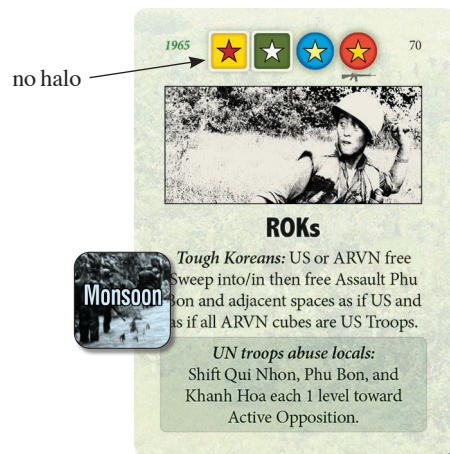 1965 70
no halo
ROKs
Tough Koreans: US or ARVN free
Sweep into/in then free Assault Phu
Bon and adjacent spaces as if US and
as if all ARVN cubes are US Troops.
Monsoon
UN troops abuse locals:
Shift Qui Nhon, Phu Bon, and
Khanh Hoa each 1 level toward
Active Opposition.